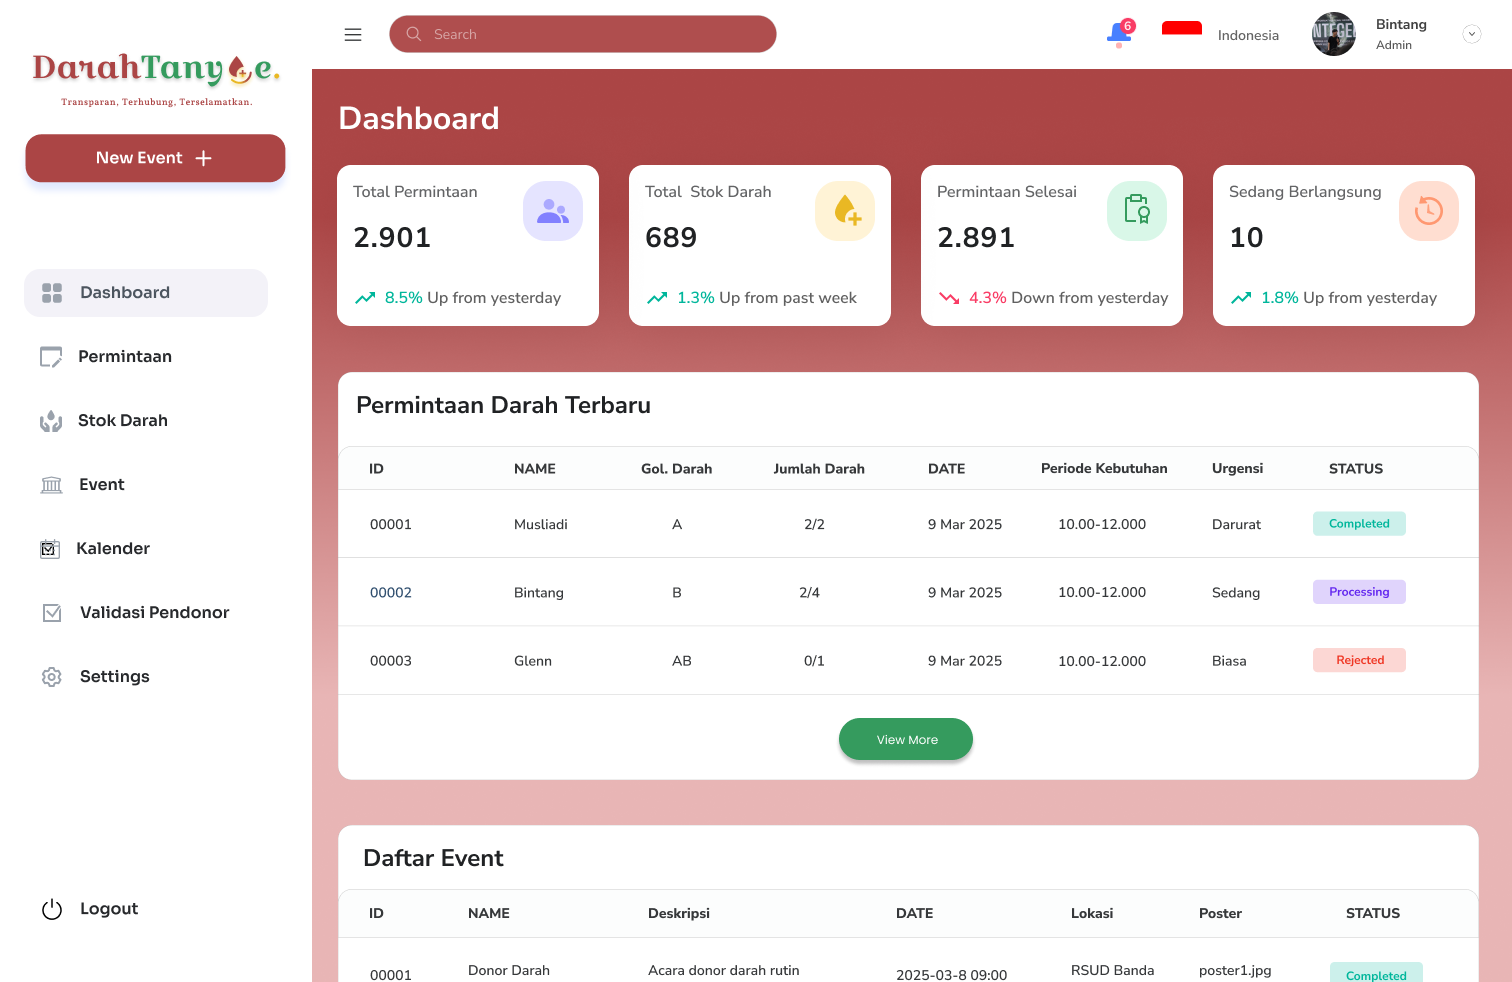 DarahTanyoe.
Transparan, Terhubung, Terselamatkan.
New Event
Dashboard
Permintaan
Stok Darah
Event
Kalender
Validasi Pendonor
Settings
Logout
Search
6
Indonesia
INTEGE
Bintang
Admin
Dashboard
Total Permintaan
2.901
8.5% Up from yesterday
Total  Stok Darah
689
1.3% Up from past week
Permintaan Selesai
2.891
4.3% Down from yesterday
Sedang Berlangsung
10
1.8% Up from yesterday
Permintaan Darah Terbaru
ID NAME Gol. Darah Jumlah Darah DATE Periode Kebutuhan Urgensi STATUS
00001 Musliadi A 2/2 9 Mar 2025 10.00-12.000 Darurat Completed
00002 Bintang B 2/4 9 Mar 2025 10.00-12.000 Sedang Processing
00003 Glenn AB 0/1 9 Mar 2025 10.00-12.000 Biasa Rejected
View More
Daftar Event
ID NAME Deskripsi DATE Lokasi Poster STATUS
00001 Donor Darah Acara donor darah rutin 2025-03-8 09:00 RSUD Banda poster1.jpg Completed